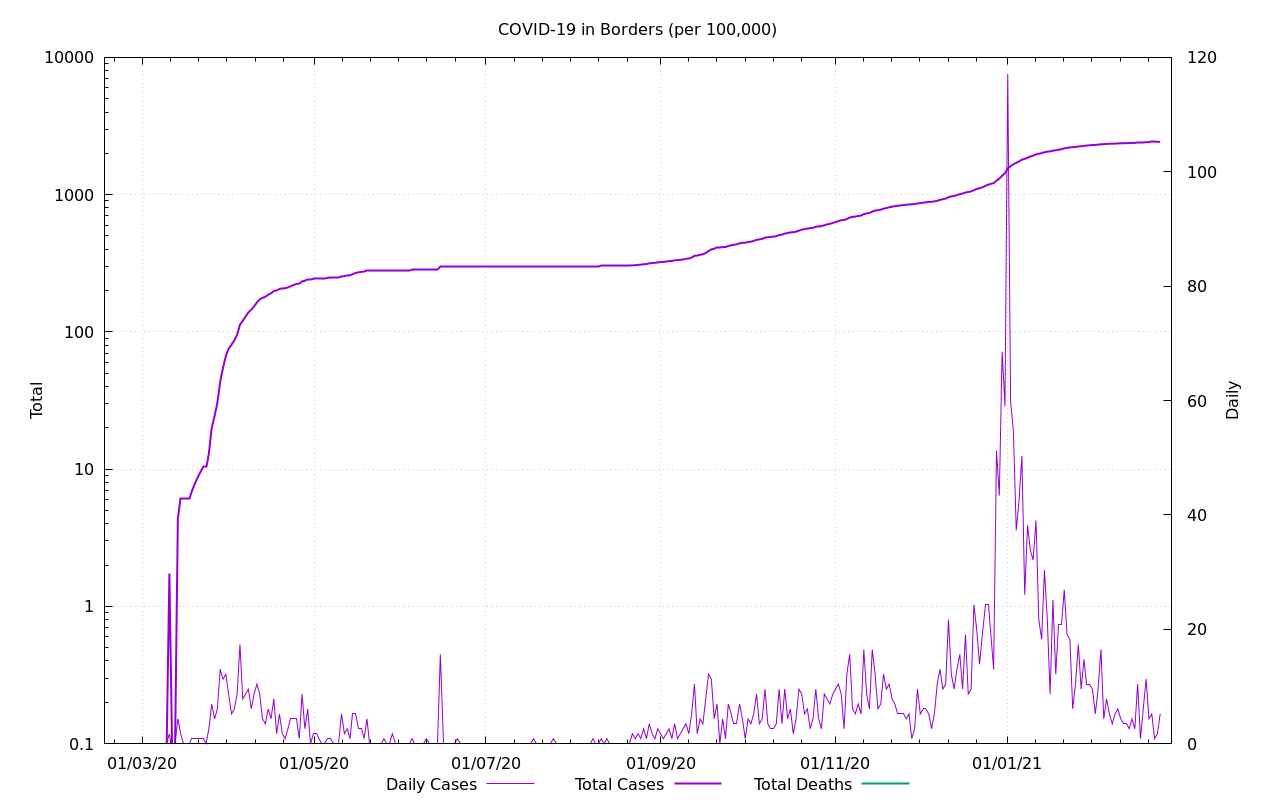 COVID-19 in Borders (per 100,000)
10000
1000
100
10
1
0.1
Total
120
100
80
60
40
20
0
Daily
01/03/20 01/05/20 01/07/20 01/09/20 01/11/20 01/01/21
Daily Cases Total Cases Total Deaths